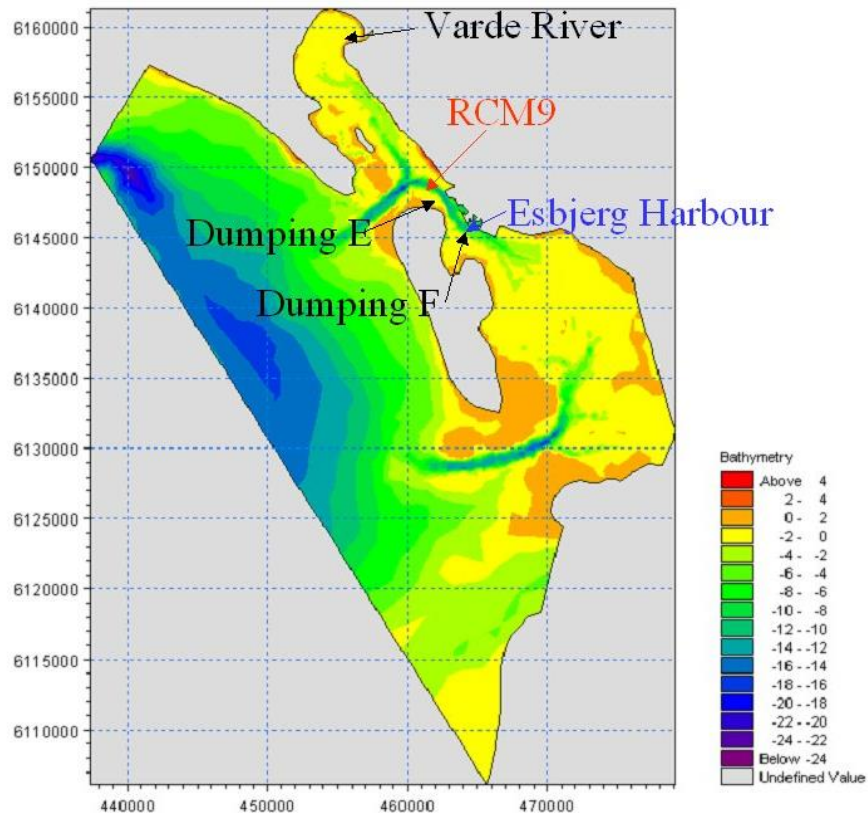 6160000
Varde River
6155000
RCM9
6150000
Esbjerg Harbour
Dumping E
6145000
Dumping F
6140000
6135000
6130000
6125000
6120000
6115000
6110000
440000 450000 460000 470000
Bathymetry
Above 4
2 - 4
0 - 2
-2 - 0
-4 - -2
-6 - -4
-8 - -6
-10 - -8
-12 - -10
-14 - -12
-16 - -14
-18 - -16
-20 - -18
-22 - -20
-24 - -22
Below -24
Undefined Value